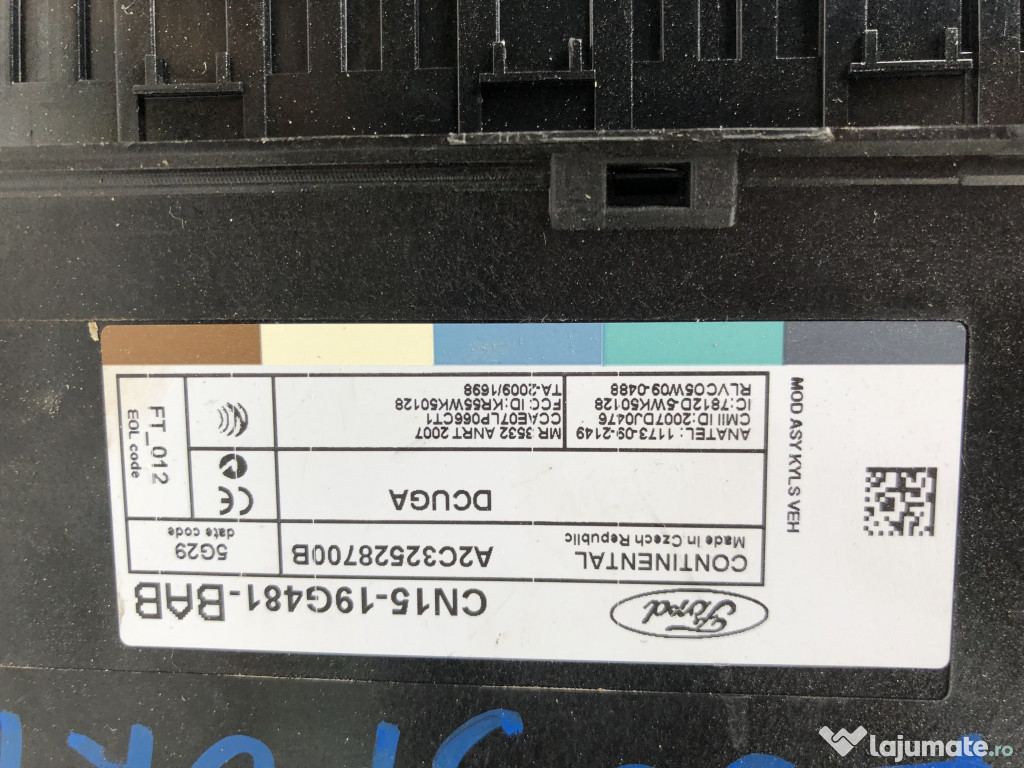 Ford
CN15-19G481-BAB
CONTINENTAL
Made in Czech Republic
A2C32528700B
5G29
date code
DCUGA
CE
ANATEL: 1173-09-2149
CMII ID:2007DJ0476
IC:7812D-5WK50128
RLVCC5W09-0488
MR 3532 ANRT 2007
CCAE07LP066CT1
FCC ID:KR55WK50128
TA-2009/1698
FT_012
EOL code
MOD ASY KYLS VEH
lajumate.ro